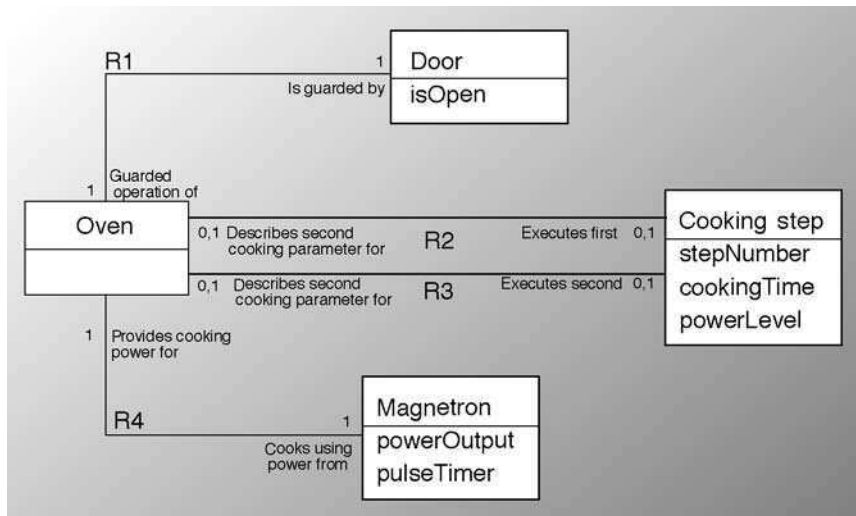 R1
1
Door
Is guarded by
isOpen
Guarded
1
operation of
Oven
0,1 Describes second
cooking parameter for
R2
Executes first 0,1
Cooking step
stepNumber
cookingTime
powerLevel
0,1 Describes second
cooking parameter for
R3
Executes second 0,1
1
Provides cooking
power for
R4
1
Cooks using
power from
Magnetron
powerOutput
pulseTimer